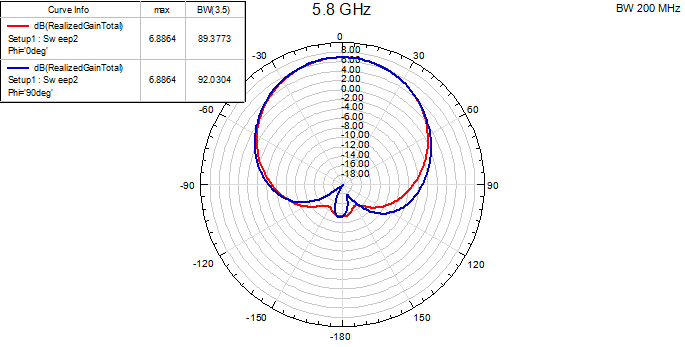 5.8 GHz
BW 200 MHz
Curve Info max BW(3.5)
dB(RealizedGainTotal)
Setup1 : Sw eep2
Phi='0deg'
6.8864 89.3773
dB(RealizedGainTotal)
Setup1 : Sw eep2
Phi='90deg'
6.8864 92.0304
0
-30 30
-60 60
-90 90
-120 120
-150 150
-180
8.00
6.00
4.00
2.00
0.00
-2.00
-4.00
-6.00
-8.00
-10.00
-12.00
-14.00
-16.00
-18.00